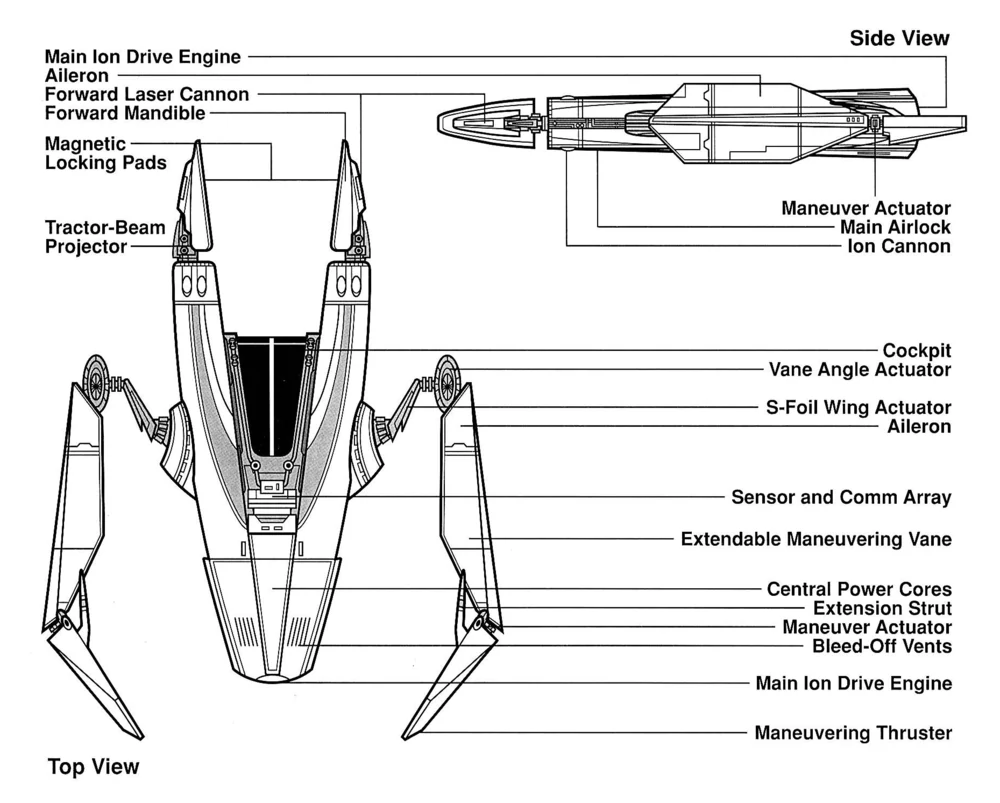 Side View
Main Ion Drive Engine
Aileron
Forward Laser Cannon
Forward Mandible
Magnetic
Locking Pads
Tractor-Beam
Projector
Maneuver Actuator
Main Airlock
Ion Cannon
Cockpit
Vane Angle Actuator
S-Foil Wing Actuator
Aileron
Sensor and Comm Array
Extendable Maneuvering Vane
Central Power Cores
Extension Strut
Maneuver Actuator
Bleed-Off Vents
Main Ion Drive Engine
Maneuvering Thruster
Top View